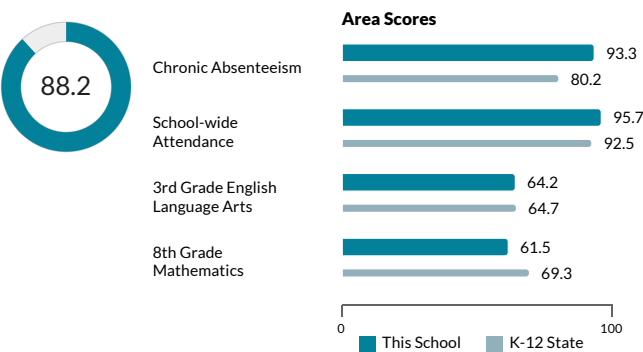 Area Scores
88.2
Chronic Absenteeism
93.3
80.2
School-wide
Attendance
95.7
92.5
3rd Grade English
Language Arts
64.2
64.7
8th Grade
Mathematics
61.5
69.3
0
100
This School
K-12 State